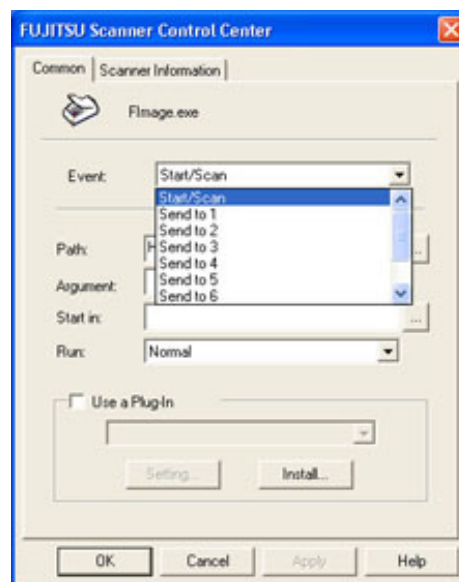 FUJITSU Scanner Control Center
Common Scanner Information
FImage.exe
Event: Start/Scan
Start/Scan
Send to 1
Send to 2
Path: H Send to 3
Send to 4
Argument: Send to 5
Start in: Send to 6
...
Run: Normal
Use a Plug-In
Setting... Install...
OK Cancel Apply Help